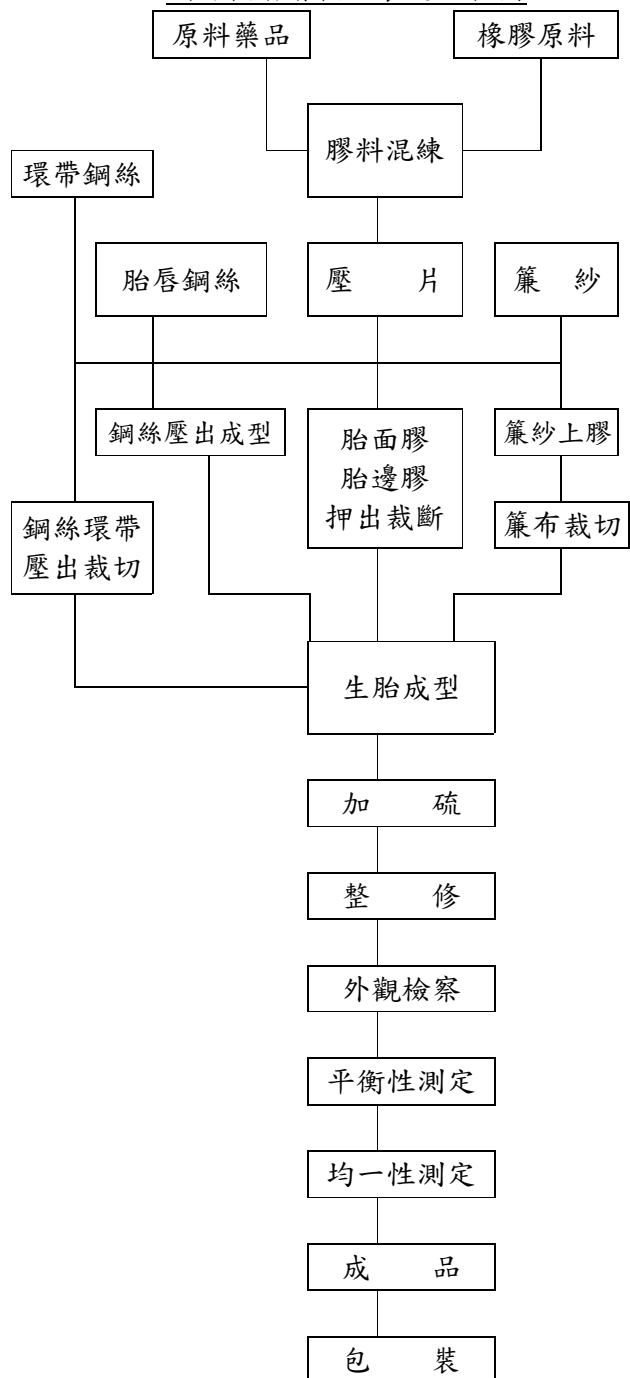 原料藥品
橡膠原料
膠料混練
環帶鋼絲
胎唇鋼絲
壓 片
簾 紗
鋼絲壓出成型
胎面膠
胎邊膠
押出裁斷
簾紗上膠
鋼絲環帶
壓出裁切
簾布裁切
生胎成型
加 硫
整 修
外觀檢察
平衡性測定
均一性測定
成 品
包 裝